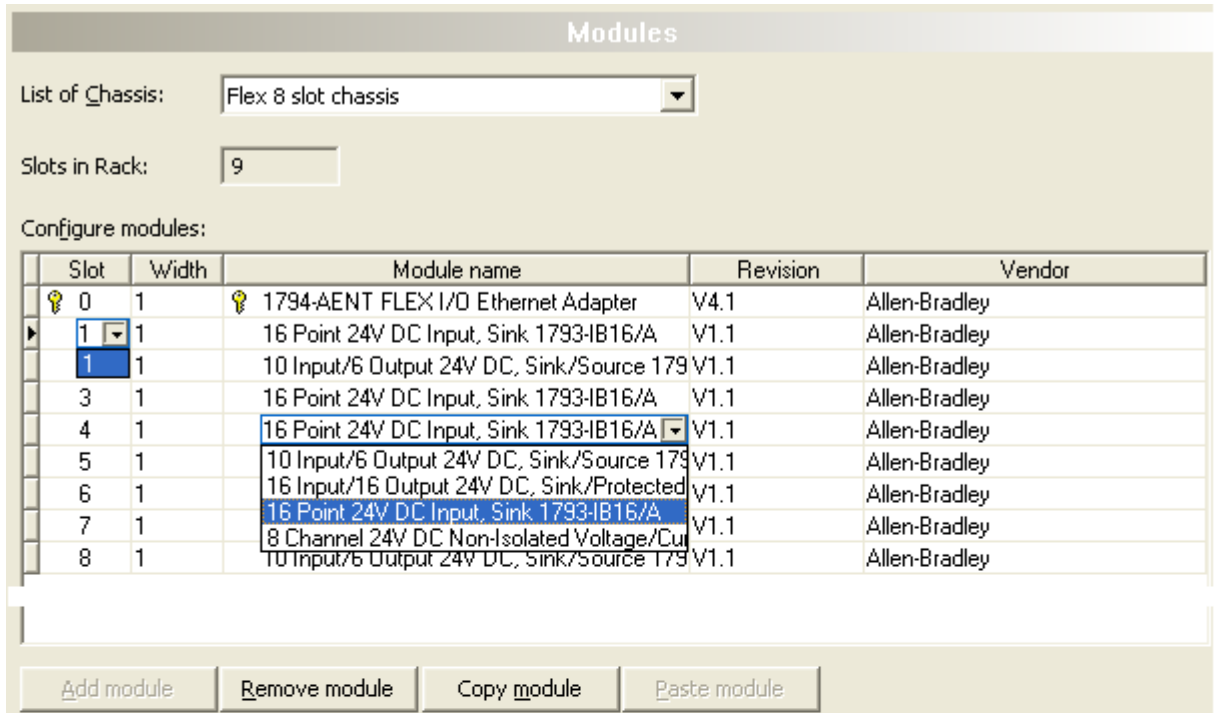 Modules
List of Chassis: Flex 8 slot chassis
Slots in Rack: 9
Configure modules:
Slot Width Module name Revision Vendor
0 1 1794-AENT FLEX I/O Ethernet Adapter V4.1 Allen-Bradley
1 1 16 Point 24V DC Input, Sink 1793-IB16/A V1.1 Allen-Bradley
1 1 10 Input/6 Output 24V DC, Sink/Source 179 V1.1 Allen-Bradley
3 1 16 Point 24V DC Input, Sink 1793-IB16/A V1.1 Allen-Bradley
4 1 16 Point 24V DC Input, Sink 1793-IB16/A V1.1 Allen-Bradley
5 1 10 Input/6 Output 24V DC, Sink/Source 179 V1.1 Allen-Bradley
6 1 16 Input/16 Output 24V DC, Sink/Protected V1.1 Allen-Bradley
7 1 16 Point 24V DC Input, Sink 1793-IB16/A V1.1 Allen-Bradley
8 Channel 24V DC Non-Isolated Voltage/Cur
8 1 10 Input/6 Output 24V DC, Sink/Source 179 V1.1 Allen-Bradley
Add module Remove module Copy module Paste module